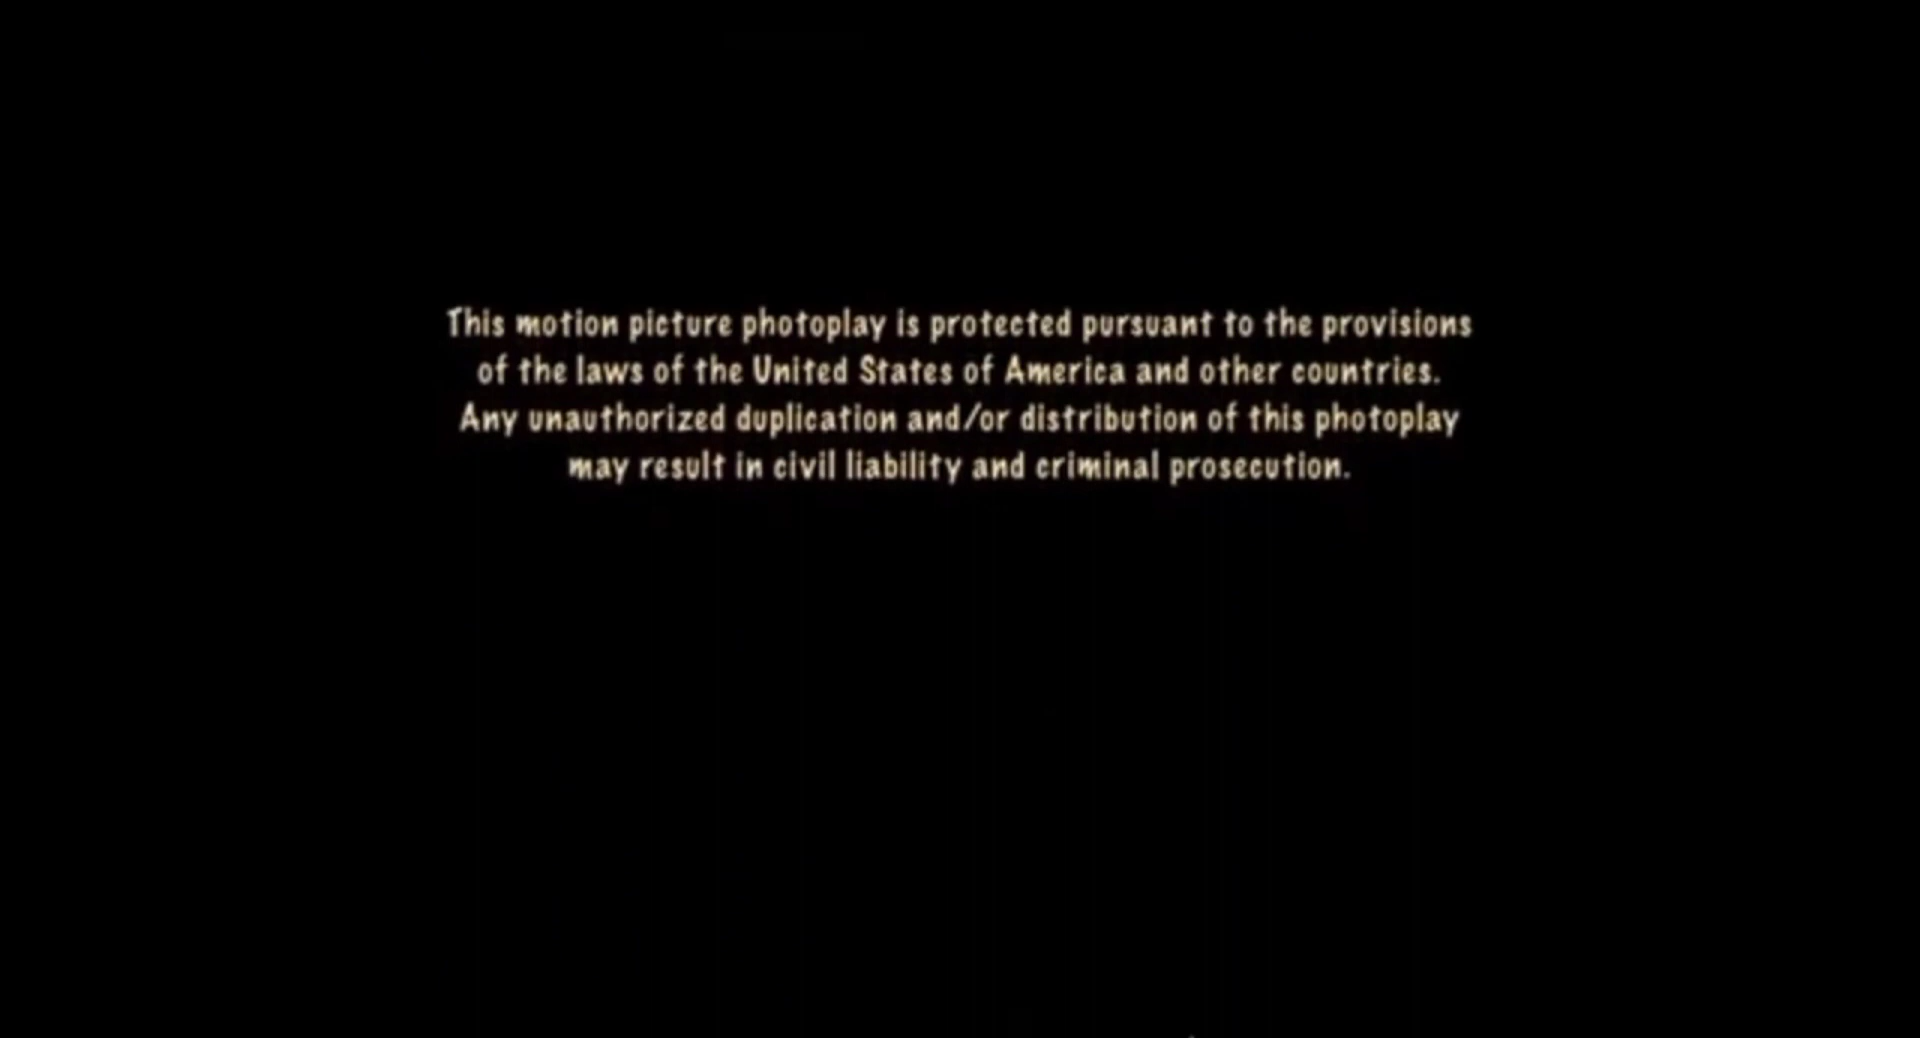 This motion picture photoplay is protected pursuant to the provisions
of the laws of the United States of America and other countries.
Any unauthorized duplication and/or distribution of this photoplay
may result in civil liability and criminal prosecution.